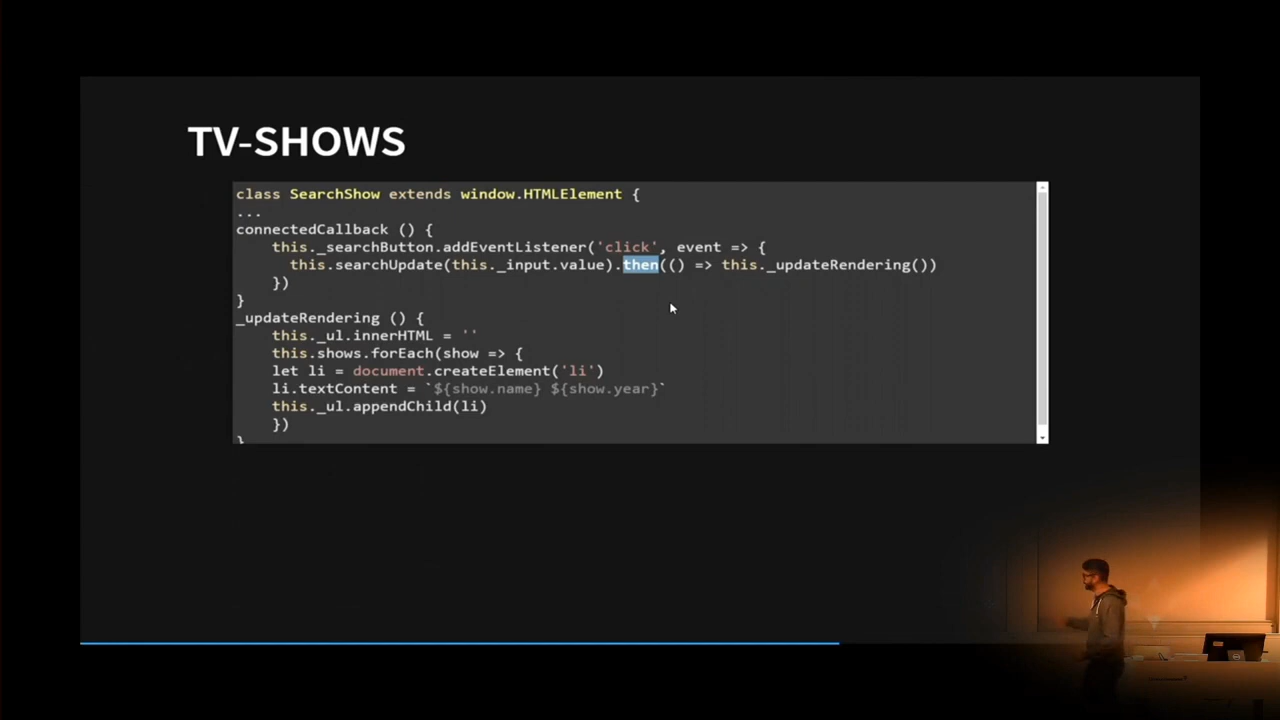 TV-SHOWS
class SearchShow extends window.HTMLElement {
...
connectedCallback () {
    this._searchButton.addEventListener('click', event => {
      this.searchUpdate(this._input.value).then(() => this._updateRendering())
    })
}
_updateRendering () {
    this._ul.innerHTML = ''
    this.shows.forEach(show => {
    let li = document.createElement('li')
    li.textContent = `${show.name} ${show.year}`
    this._ul.appendChild(li)
    })
}